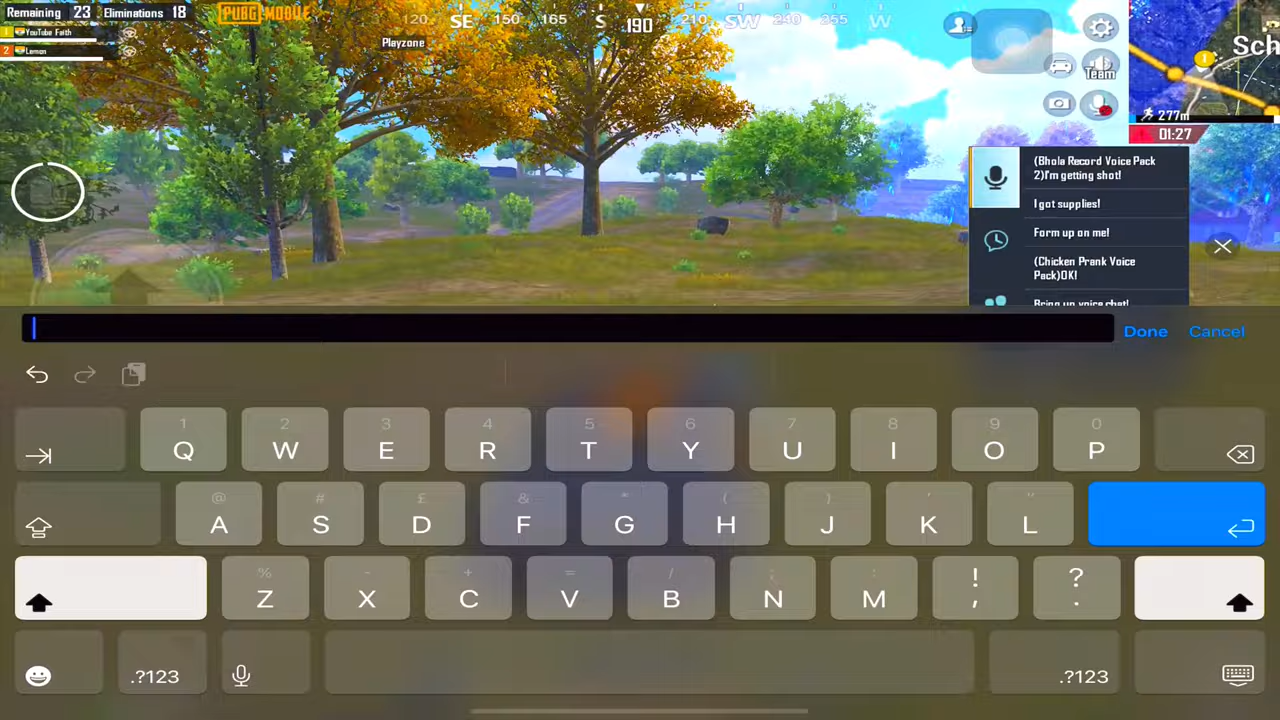 Remaining 23 Eliminations 18
PUBG MOBILE
120 SE 150 165 S 190 210 SW 240 255 W
1 YouTube Faith
2 Lemon
Playzone
Team
Sch
277m
01:27
(Bhola Record Voice Pack
2)I'm getting shot!
I got supplies!
Form up on me!
(Chicken Prank Voice
Pack)OK!
Bring up voice chat!
Done Cancel
1 2 3 4 5 6 7 8 9 0
Q W E R T Y U I O P
@ # £ & * ( ) ' "
A S D F G H J K L
% - + = / ; : ! ?
Z X C V B N M , .
.?123 .?123